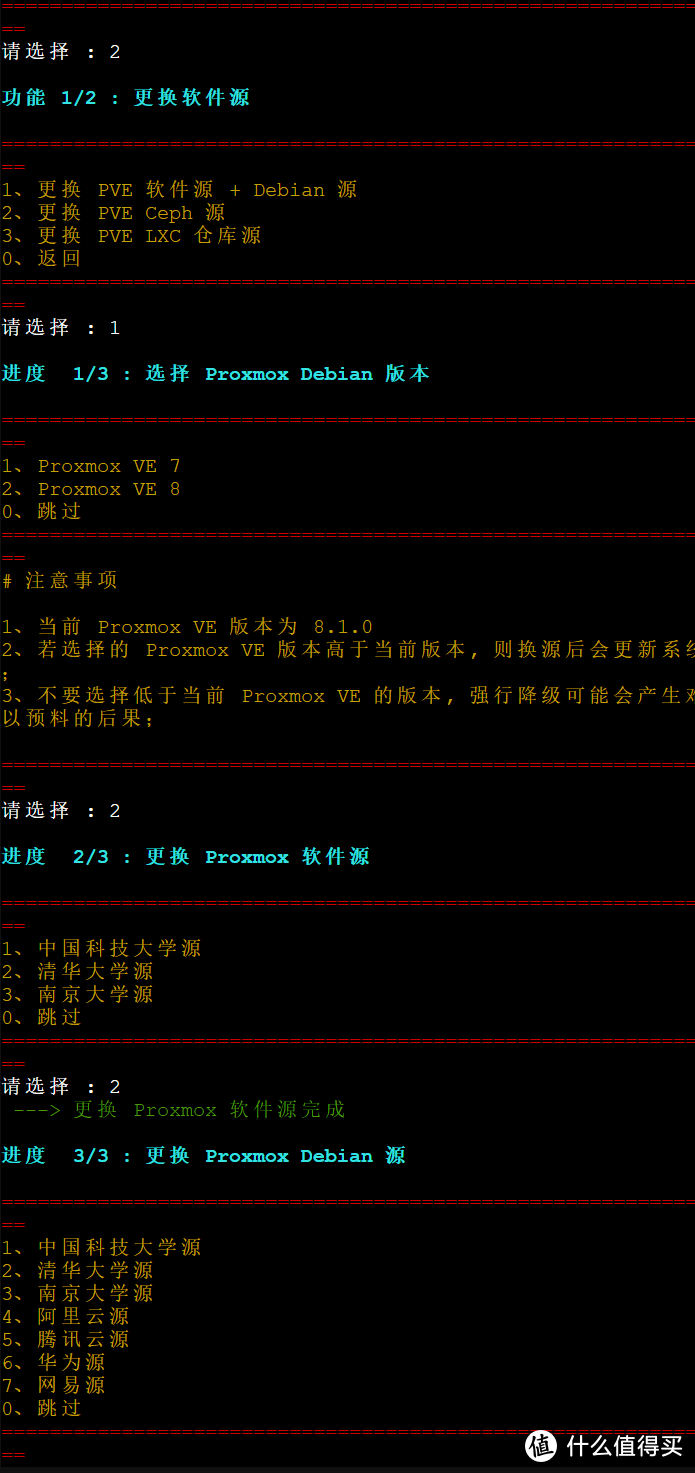 ================================================================
==
请选择 : 2
功能 1/2 : 更换软件源
================================================================
==
1、更换 PVE 软件源 + Debian 源
2、更换 PVE Ceph 源
3、更换 PVE LXC 仓库源
0、返回
================================================================
==
请选择 : 1
进度  1/3 : 选择 Proxmox Debian 版本
================================================================
==
1、Proxmox VE 7
2、Proxmox VE 8
0、跳过
================================================================
==
# 注意事项
1、当前 Proxmox VE 版本为 8.1.0
2、若选择的 Proxmox VE 版本高于当前版本, 则换源后会更新系统
;
3、不要选择低于当前 Proxmox VE 的版本, 强行降级可能会产生难
以预料的后果;
================================================================
==
请选择 : 2
进度  2/3 : 更换 Proxmox 软件源
================================================================
==
1、中国科技大学源
2、清华大学源
3、南京大学源
0、跳过
================================================================
==
请选择 : 2
---> 更换 Proxmox 软件源完成
进度  3/3 : 更换 Proxmox Debian 源
================================================================
==
1、中国科技大学源
2、清华大学源
3、南京大学源
4、阿里云源
5、腾讯云源
6、华为源
7、网易源
0、跳过
================================================================
==
值 什么值得买